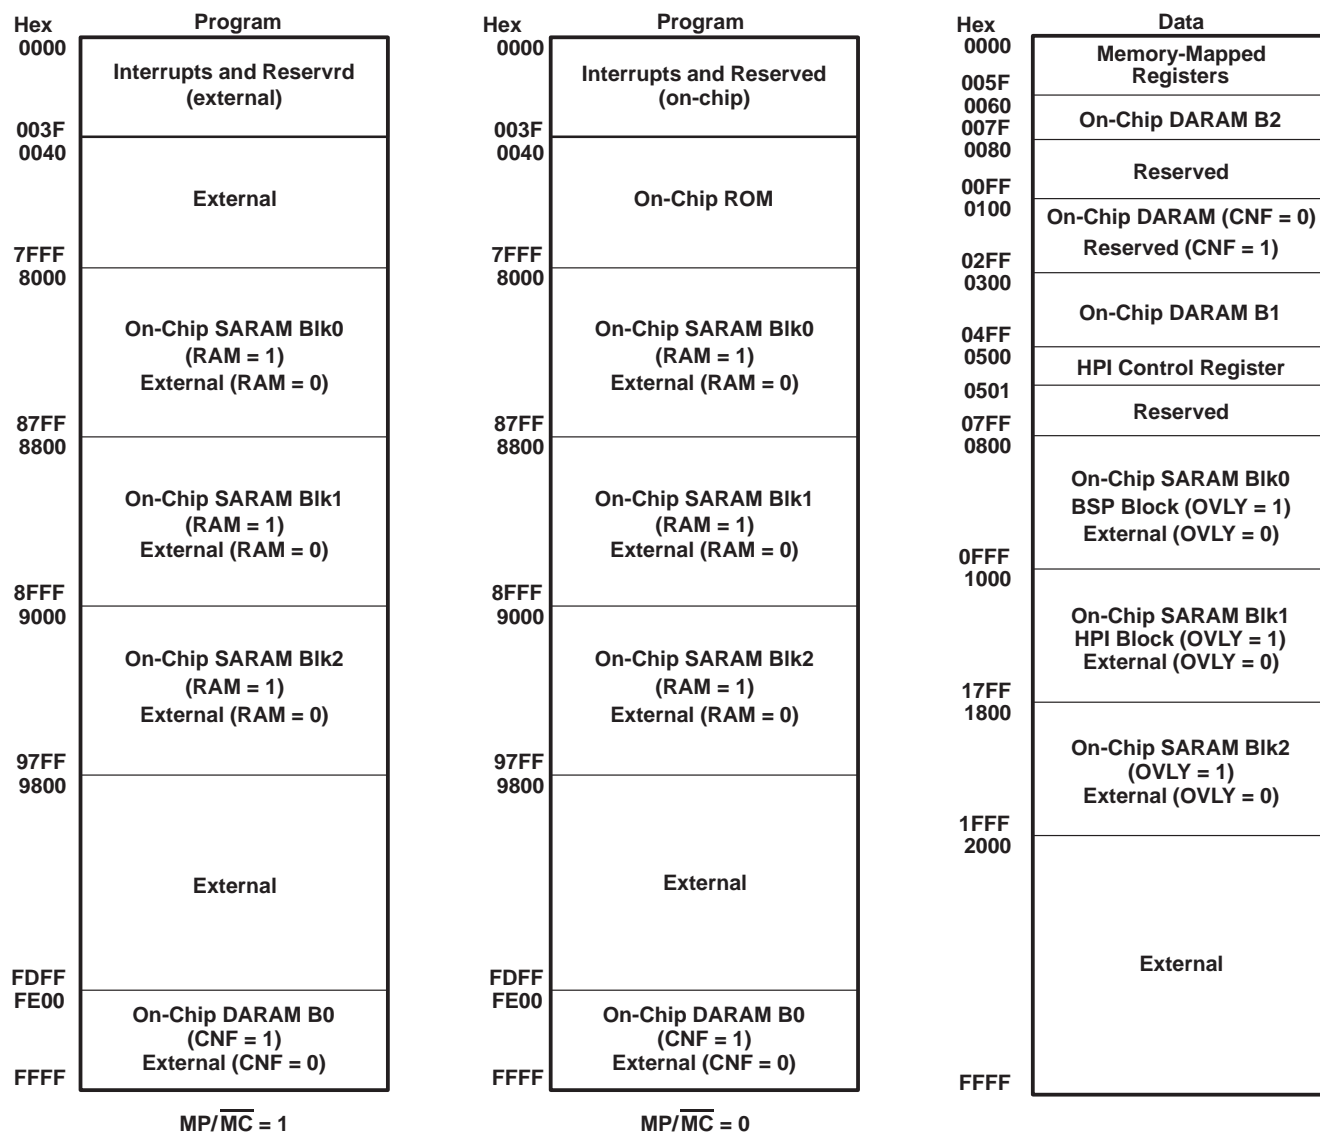 Hex
Program
0000
Interrupts and Reservrd
(external)
003F
0040
External
7FFF
8000
On-Chip SARAM Blk0
(RAM = 1)
External (RAM = 0)
87FF
8800
On-Chip SARAM Blk1
(RAM = 1)
External (RAM = 0)
8FFF
9000
On-Chip SARAM Blk2
(RAM = 1)
External (RAM = 0)
97FF
9800
External
FDFF
FE00
On-Chip DARAM B0
(CNF = 1)
External (CNF = 0)
FFFF
MP/MC = 1
Hex
Program
0000
Interrupts and Reserved
(on-chip)
003F
0040
On-Chip ROM
7FFF
8000
On-Chip SARAM Blk0
(RAM = 1)
External (RAM = 0)
87FF
8800
On-Chip SARAM Blk1
(RAM = 1)
External (RAM = 0)
8FFF
9000
On-Chip SARAM Blk2
(RAM = 1)
External (RAM = 0)
97FF
9800
External
FDFF
FE00
On-Chip DARAM B0
(CNF = 1)
External (CNF = 0)
FFFF
MP/MC = 0
Hex
Data
0000
Memory-Mapped
Registers
005F
0060
On-Chip DARAM B2
007F
0080
Reserved
00FF
0100
On-Chip DARAM (CNF = 0)
Reserved (CNF = 1)
02FF
0300
On-Chip DARAM B1
04FF
0500
HPI Control Register
0501
Reserved
07FF
0800
On-Chip SARAM Blk0
BSP Block (OVLY = 1)
External (OVLY = 0)
0FFF
1000
On-Chip SARAM Blk1
HPI Block (OVLY = 1)
External (OVLY = 0)
17FF
1800
On-Chip SARAM Blk2
(OVLY = 1)
External (OVLY = 0)
1FFF
2000
External
FFFF